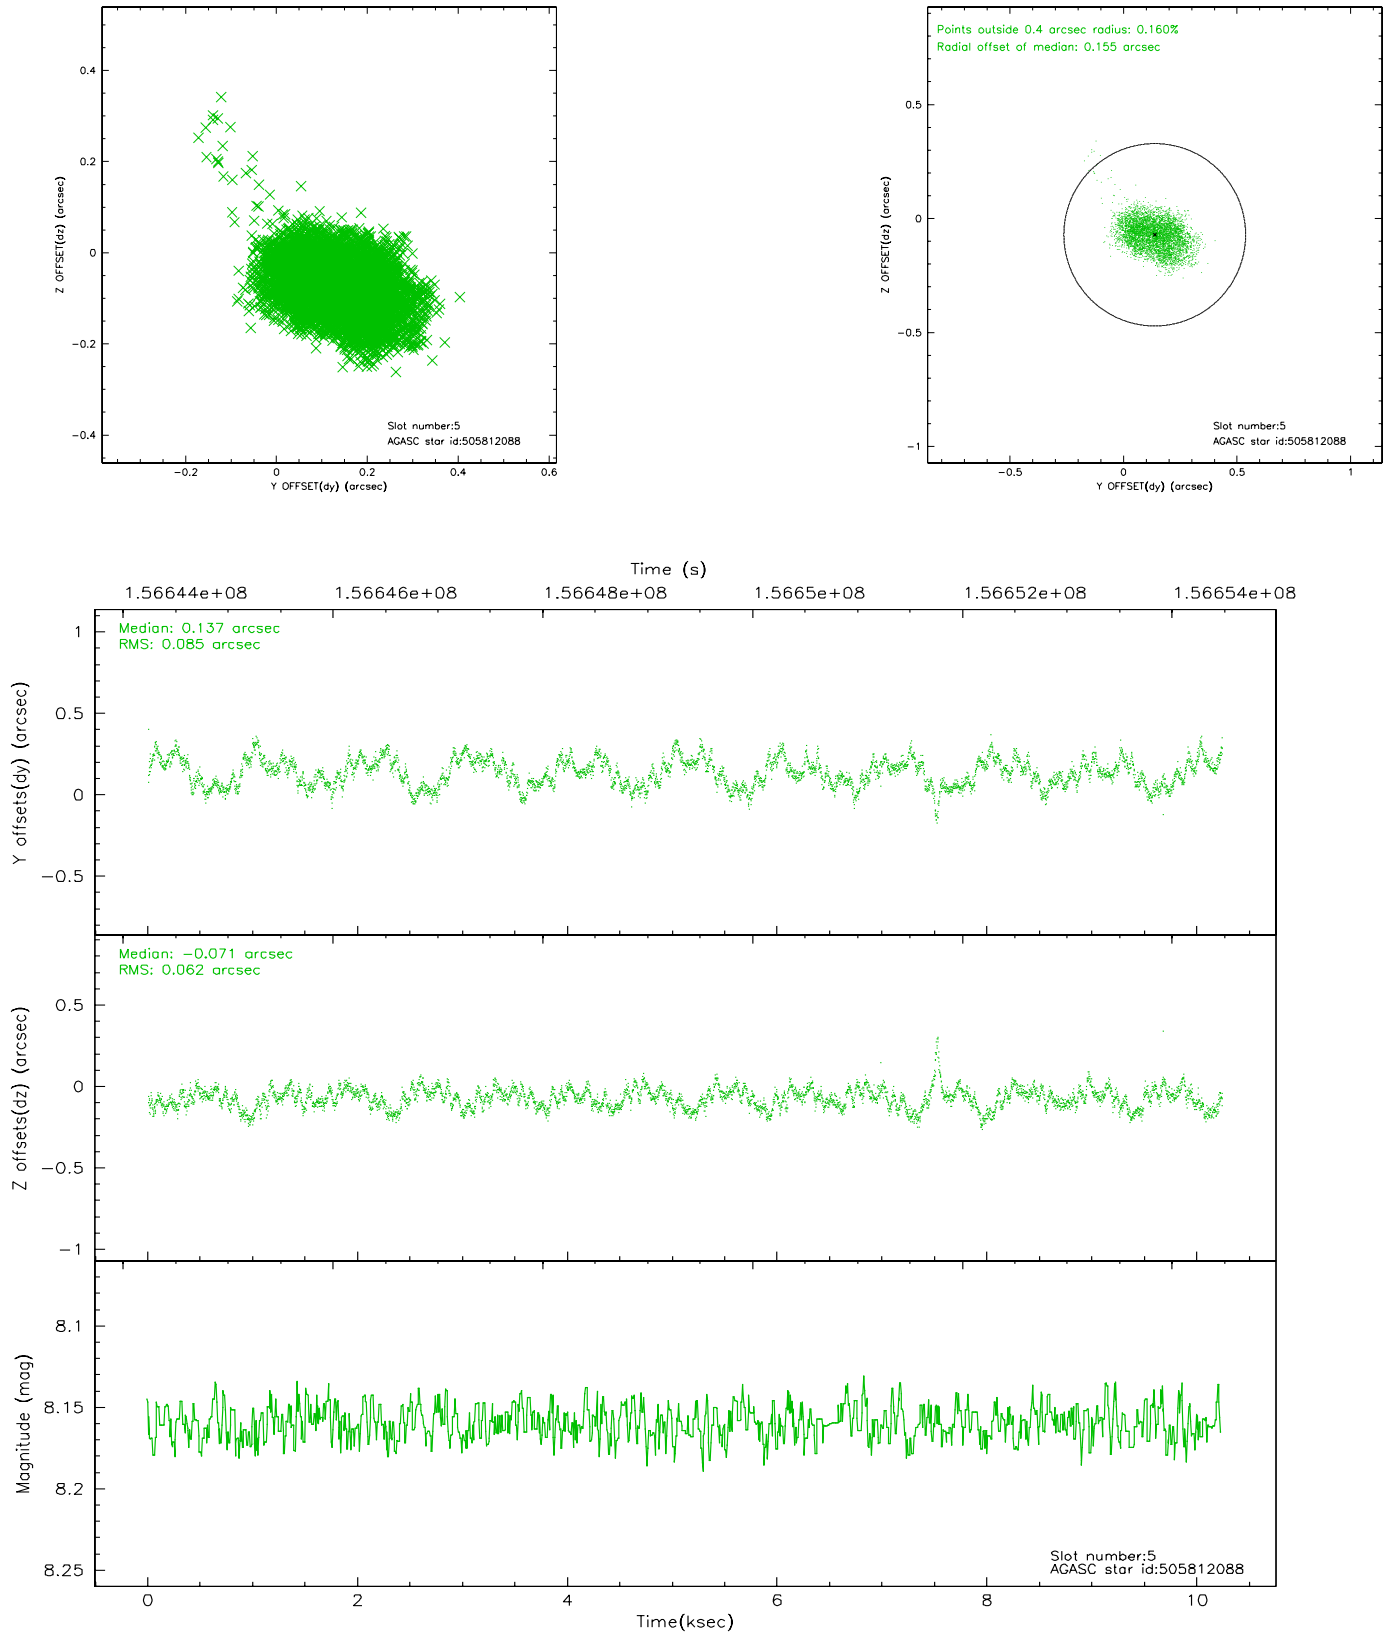 0.4
0.2
0
−0.2
−0.4
Z OFFSET(dz) (arcsec)
Slot number:5
AGASC star id:505812088
−0.2 0 0.2 0.4 0.6
Y OFFSET(dy) (arcsec)
Points outside 0.4 arcsec radius: 0.160%
Radial offset of median: 0.155 arcsec
0.5
0
−0.5
−1
Z OFFSET(dz) (arcsec)
Slot number:5
AGASC star id:505812088
−0.5 0 0.5 1
Y OFFSET(dy) (arcsec)
Time (s)
1.56644e+08 1.56646e+08 1.56648e+08 1.5665e+08 1.56652e+08 1.56654e+08
Median: 0.137 arcsec
RMS: 0.085 arcsec
1
0.5
0
−0.5
Y offsets(dy) (arcsec)
Median: −0.071 arcsec
RMS: 0.062 arcsec
0.5
0
−0.5
−1
Z offsets(dz) (arcsec)
8.1
8.15
8.2
8.25
Magnitude (mag)
Slot number:5
AGASC star id:505812088
0 2 4 6 8 10
Time(ksec)